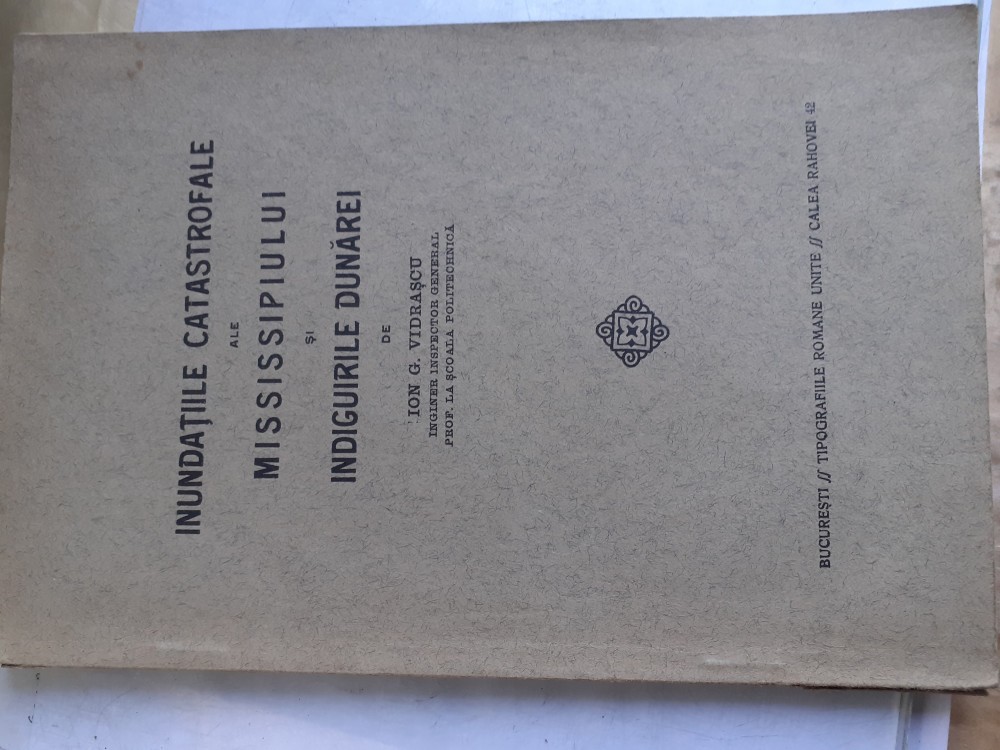 INUNDAȚIILE CATASTROFALE
ALE
MISSISSIPIULUI
ȘI
INDIGUIRILE DUNĂREI
DE
ION G. VIDRAȘCU
INGINER INSPECTOR GENERAL
PROF. LA ȘCOALA POLITECHNICĂ
BUCUREȘTI // TIPOGRAFIILE ROMANE UNITE // CALEA RAHOVEI 42